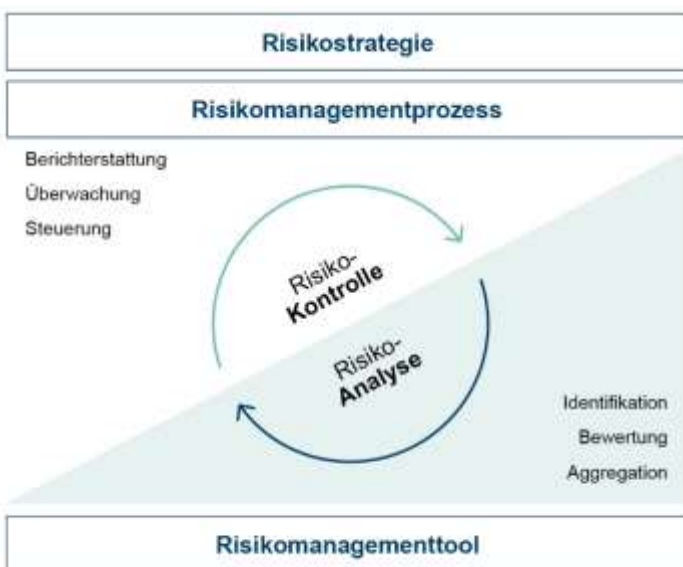 Risikostrategie
Risikomanagementprozess
Berichterstattung
Überwachung
Steuerung
Risiko-
Kontrolle
Risiko-
Analyse
Identifikation
Bewertung
Aggregation
Risikomanagementtool